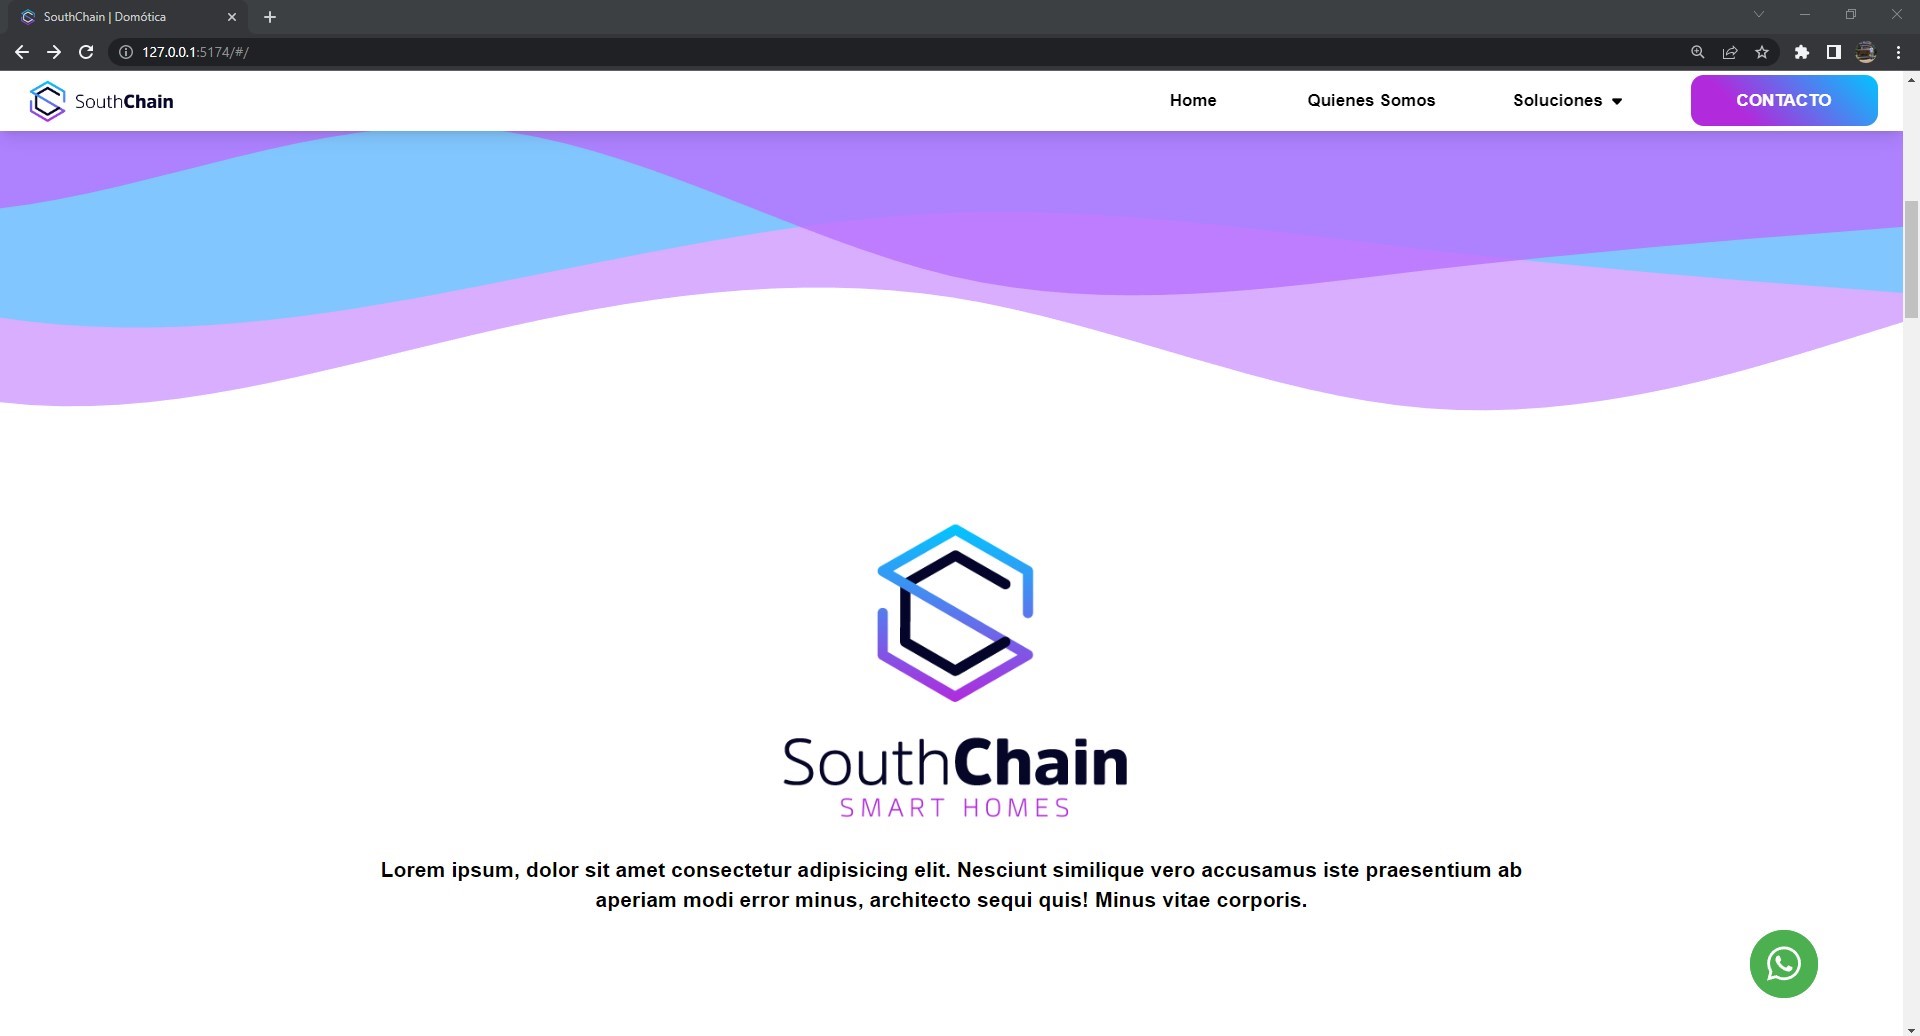 SouthChain | Domótica
127.0.0.1:5174/#/
SouthChain
Home
Quienes Somos
Soluciones
CONTACTO
SouthChain
SMART HOMES
Lorem ipsum, dolor sit amet consectetur adipisicing elit. Nesciunt similique vero accusamus iste praesentium ab
aperiam modi error minus, architecto sequi quis! Minus vitae corporis.